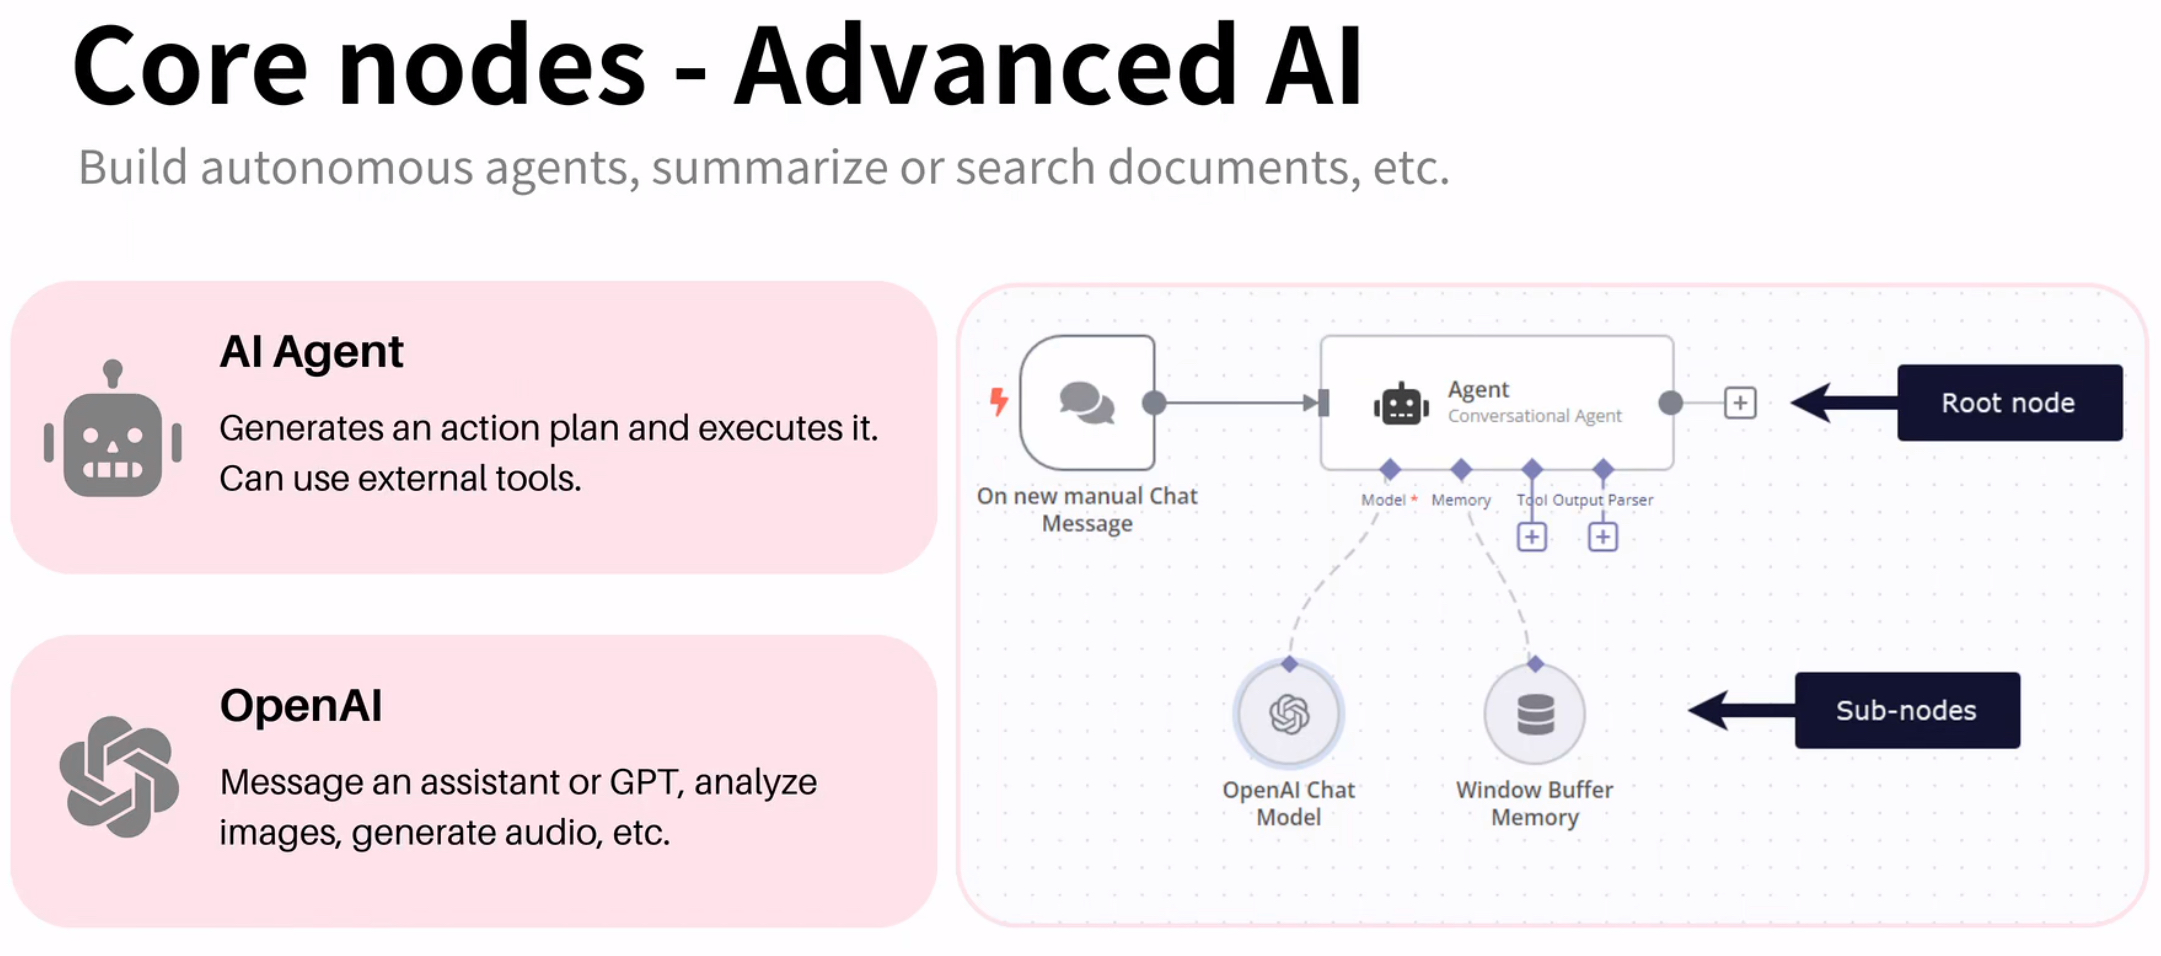 Core nodes - Advanced AI
Build autonomous agents, summarize or search documents, etc.
AI Agent
Generates an action plan and executes it.
Can use external tools.
OpenAI
Message an assistant or GPT, analyze
images, generate audio, etc.
On new manual Chat
Message
Agent
Conversational Agent
Model *
Memory
Tool
Output Parser
Root node
OpenAI Chat
Model
Window Buffer
Memory
Sub-nodes